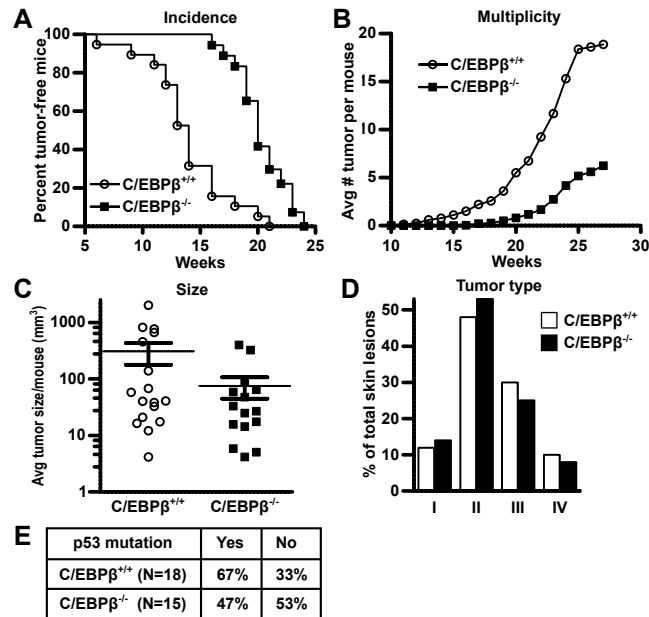 A
Incidence
Percent tumor-free mice
100
80
60
40
20
0
C/EBPβ+/+
C/EBPβ-/-
5 10 15 20 25
Weeks
B
Multiplicity
Avg # tumor per mouse
20
15
10
5
0
C/EBPβ+/+
C/EBPβ-/-
10 15 20 25 30
Weeks
C
Size
Avg tumor size/mouse (mm3)
1000
100
10
1
C/EBPβ+/+ C/EBPβ-/-
D
Tumor type
% of total skin lesions
50
40
30
20
10
0
C/EBPβ+/+
C/EBPβ-/-
I II III IV
E
p53 mutation Yes No
C/EBPβ+/+ (N=18) 67% 33%
C/EBPβ-/- (N=15) 47% 53%